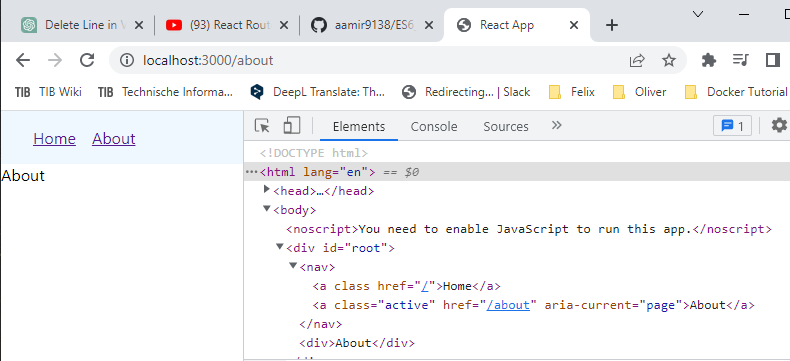 Delete Line in V
(93) React Rout
aamir9138/ES6
React App
localhost:3000/about
TIB TIB Wiki
TIB Technische Informa...
DeepL Translate: Th...
Redirecting... | Slack
Felix
Oliver
Docker Tutorial
Home About
About
Elements Console Sources 1
<!DOCTYPE html>
<html lang="en"> == $0
<head>…</head>
<body>
<noscript>You need to enable JavaScript to run this app.</noscript>
<div id="root">
<nav>
<a class href="/">Home</a>
<a class="active" href="/about" aria-current="page">About</a>
</nav>
<div>About</div>